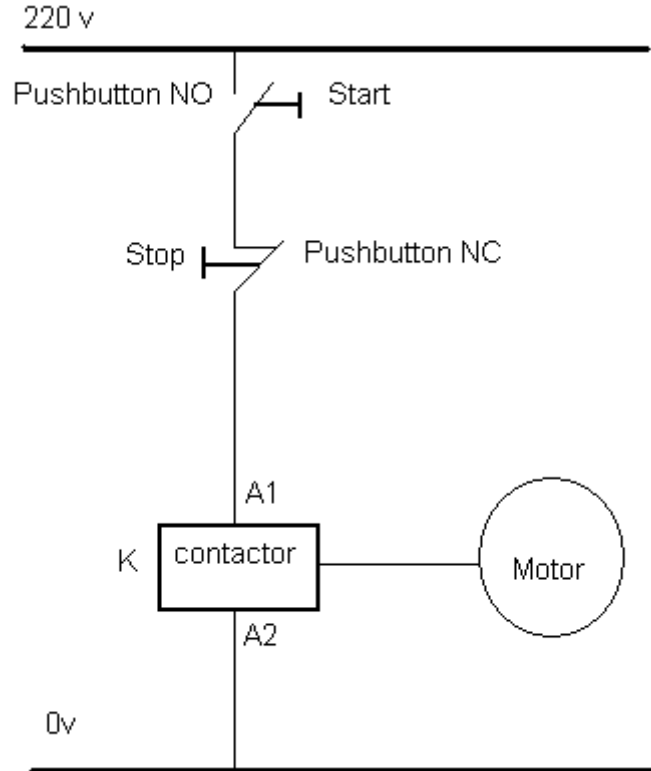 220 v
Pushbutton NO
Start
Stop
Pushbutton NC
A1
K
contactor
Motor
A2
0v